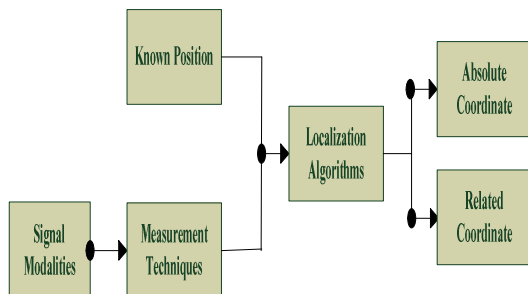 Known Position
Absolute
Coordinate
Localization
Algorithms
Related
Coordinate
Signal
Modalities
Measurement
Techniques